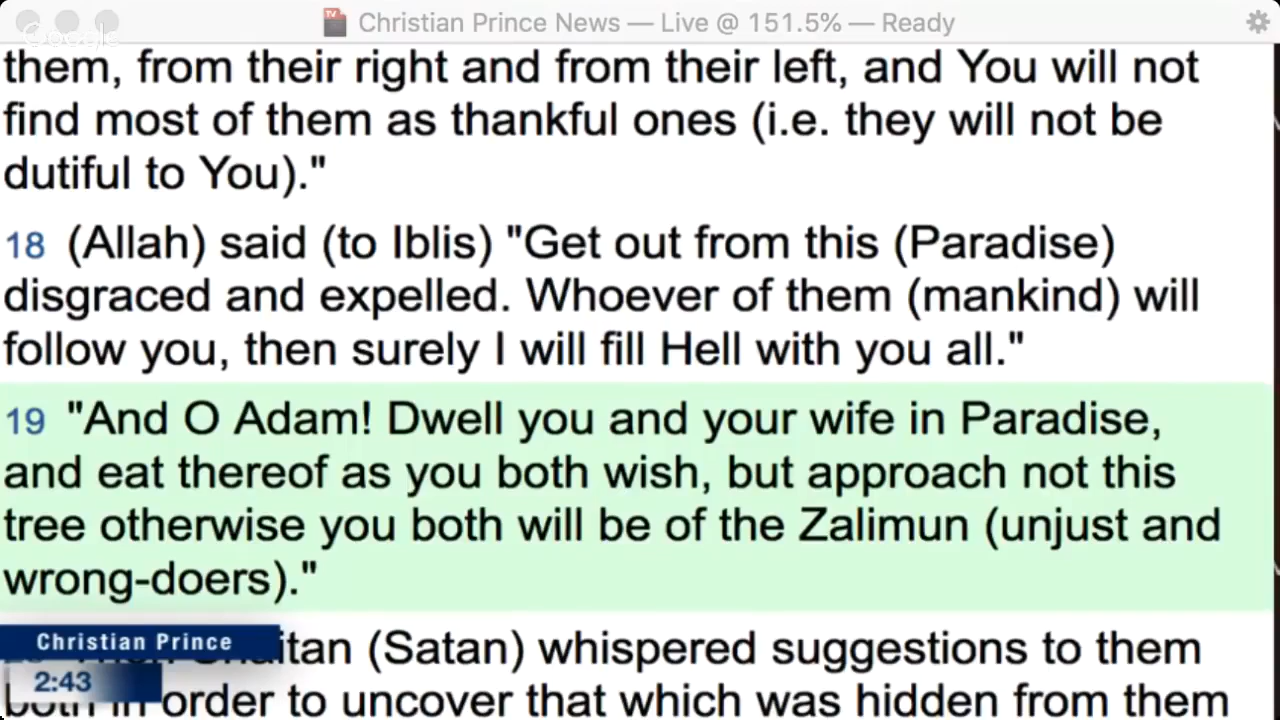 Christian Prince News — Live @ 151.5% — Ready
Google
them, from their right and from their left, and You will not
find most of them as thankful ones (i.e. they will not be
dutiful to You)."
18 (Allah) said (to Iblis) "Get out from this (Paradise)
disgraced and expelled. Whoever of them (mankind) will
follow you, then surely I will fill Hell with you all."
19 "And O Adam! Dwell you and your wife in Paradise,
and eat thereof as you both wish, but approach not this
tree otherwise you both will be of the Zalimun (unjust and
wrong-doers)."
Christian Prince
(Satan) whispered suggestions to them
2:43
both in order to uncover that which was hidden from them